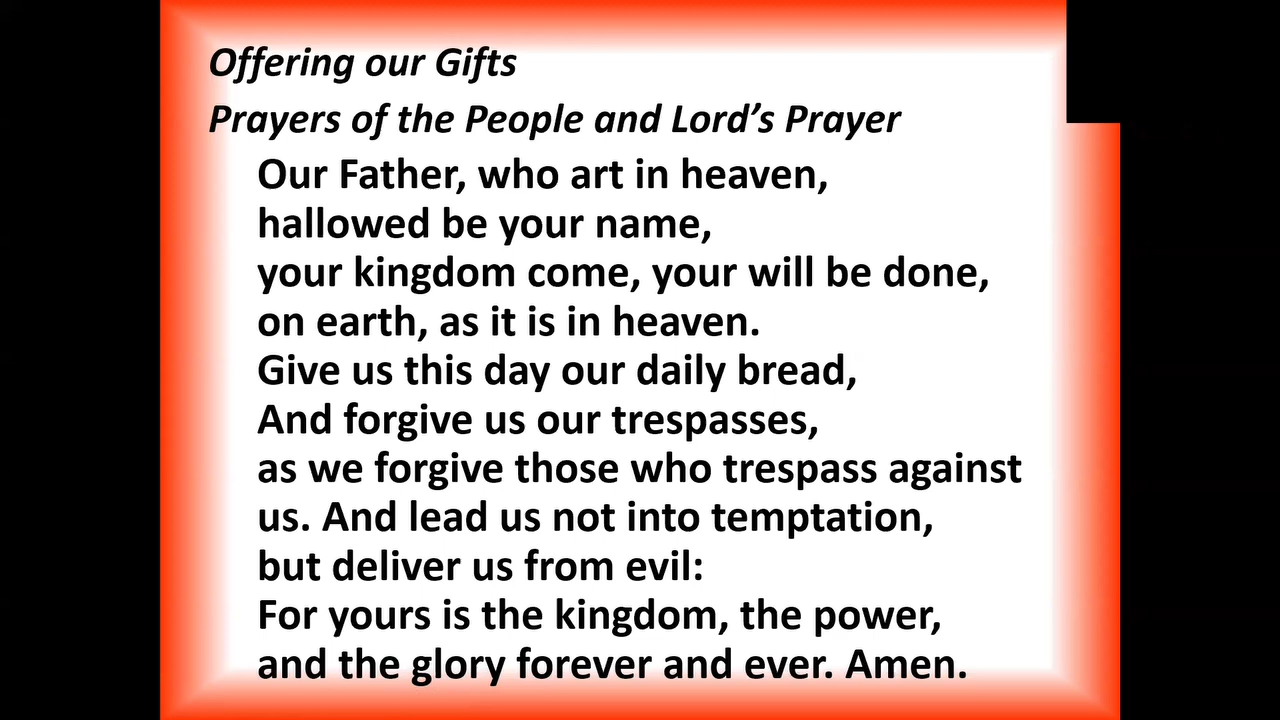 Offering our Gifts
Prayers of the People and Lord’s Prayer
Our Father, who art in heaven,
hallowed be your name,
your kingdom come, your will be done,
on earth, as it is in heaven.
Give us this day our daily bread,
And forgive us our trespasses,
as we forgive those who trespass against
us. And lead us not into temptation,
but deliver us from evil:
For yours is the kingdom, the power,
and the glory forever and ever. Amen.